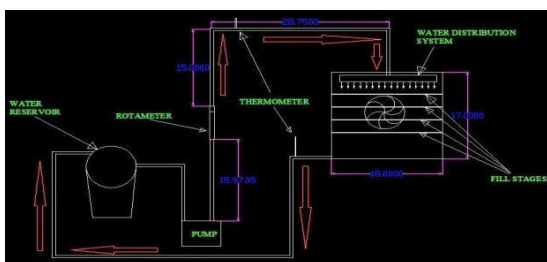 28.7500
WATER DISTRIBUTION
SYSTEM
15.0000
THERMOMETER
WATER
RESERVOIR
ROTAMETER
17.0000
15.9735
18.0000
FILL STAGES
PUMP